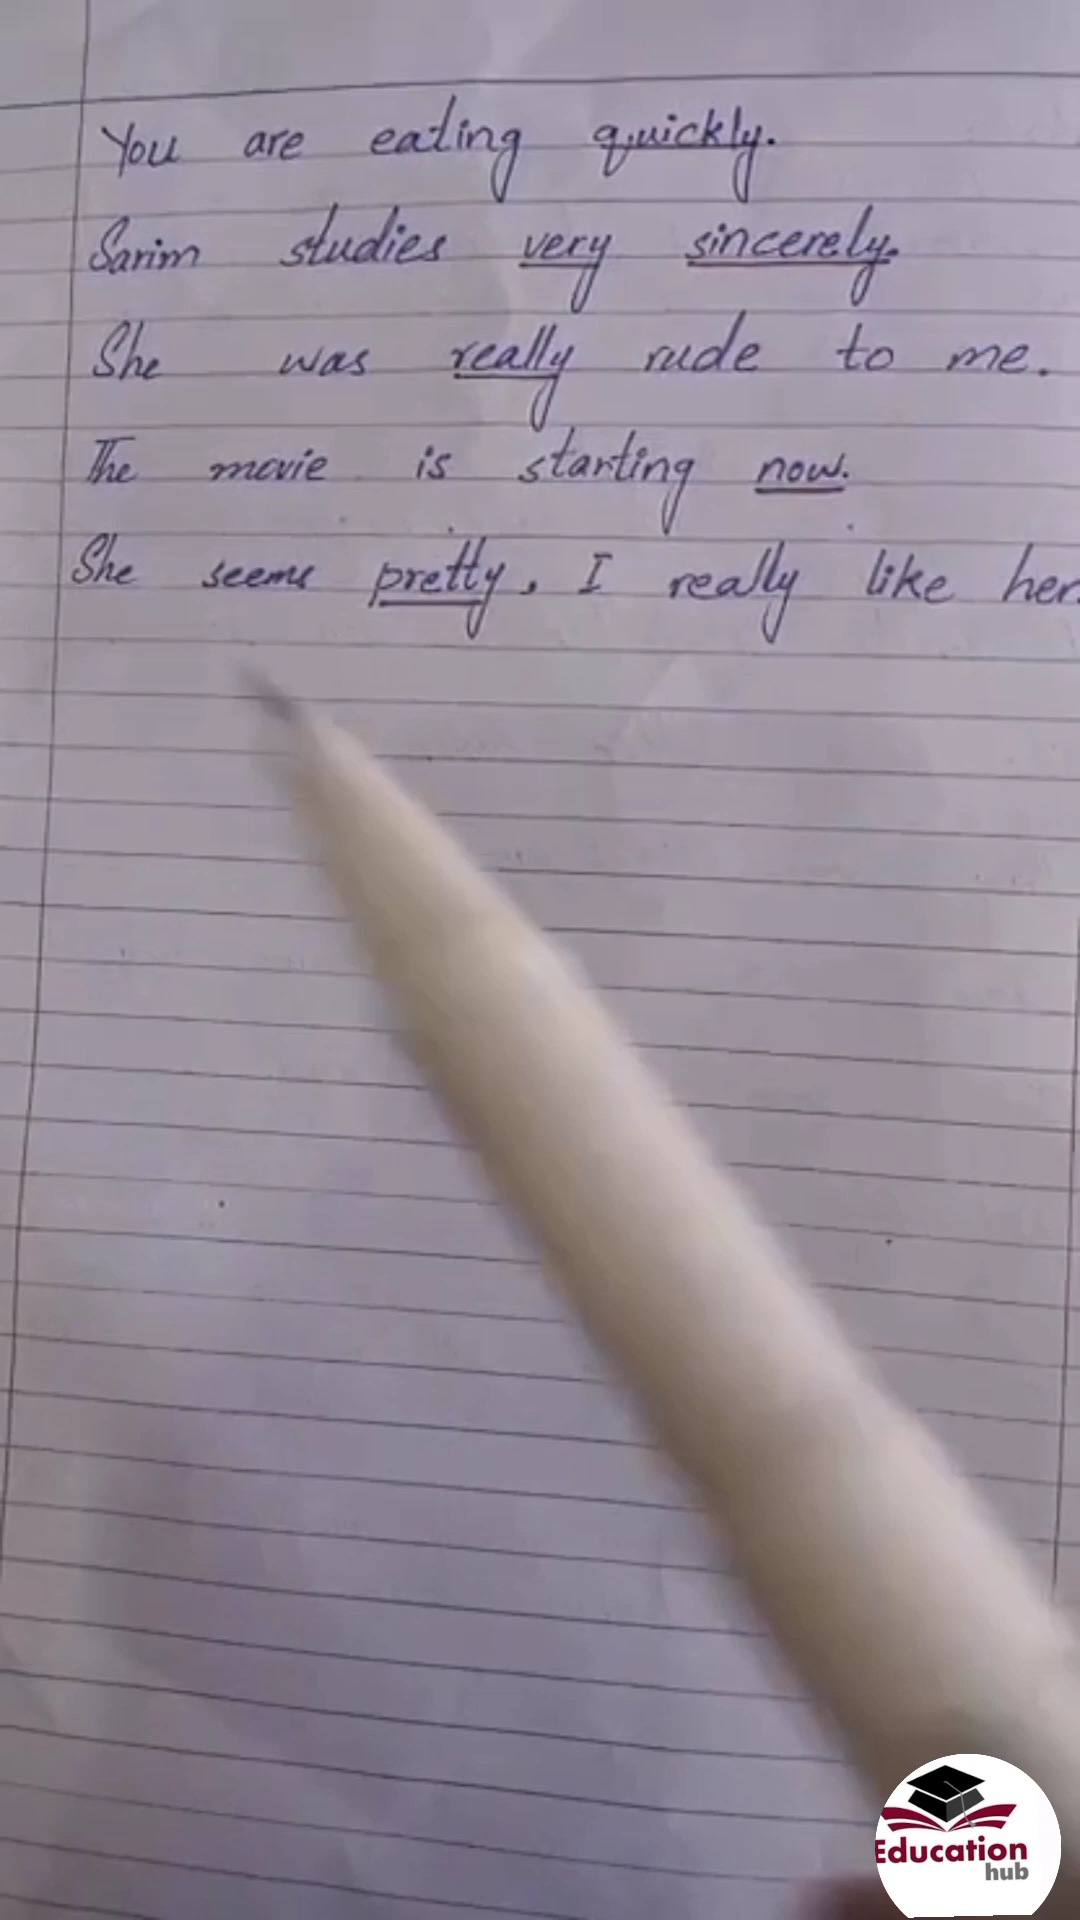 You are eating quickly.
Sarim studies very sincerely.
She was really rude to me.
The movie is starting now.
She seems pretty, I really like her.
Education
hub